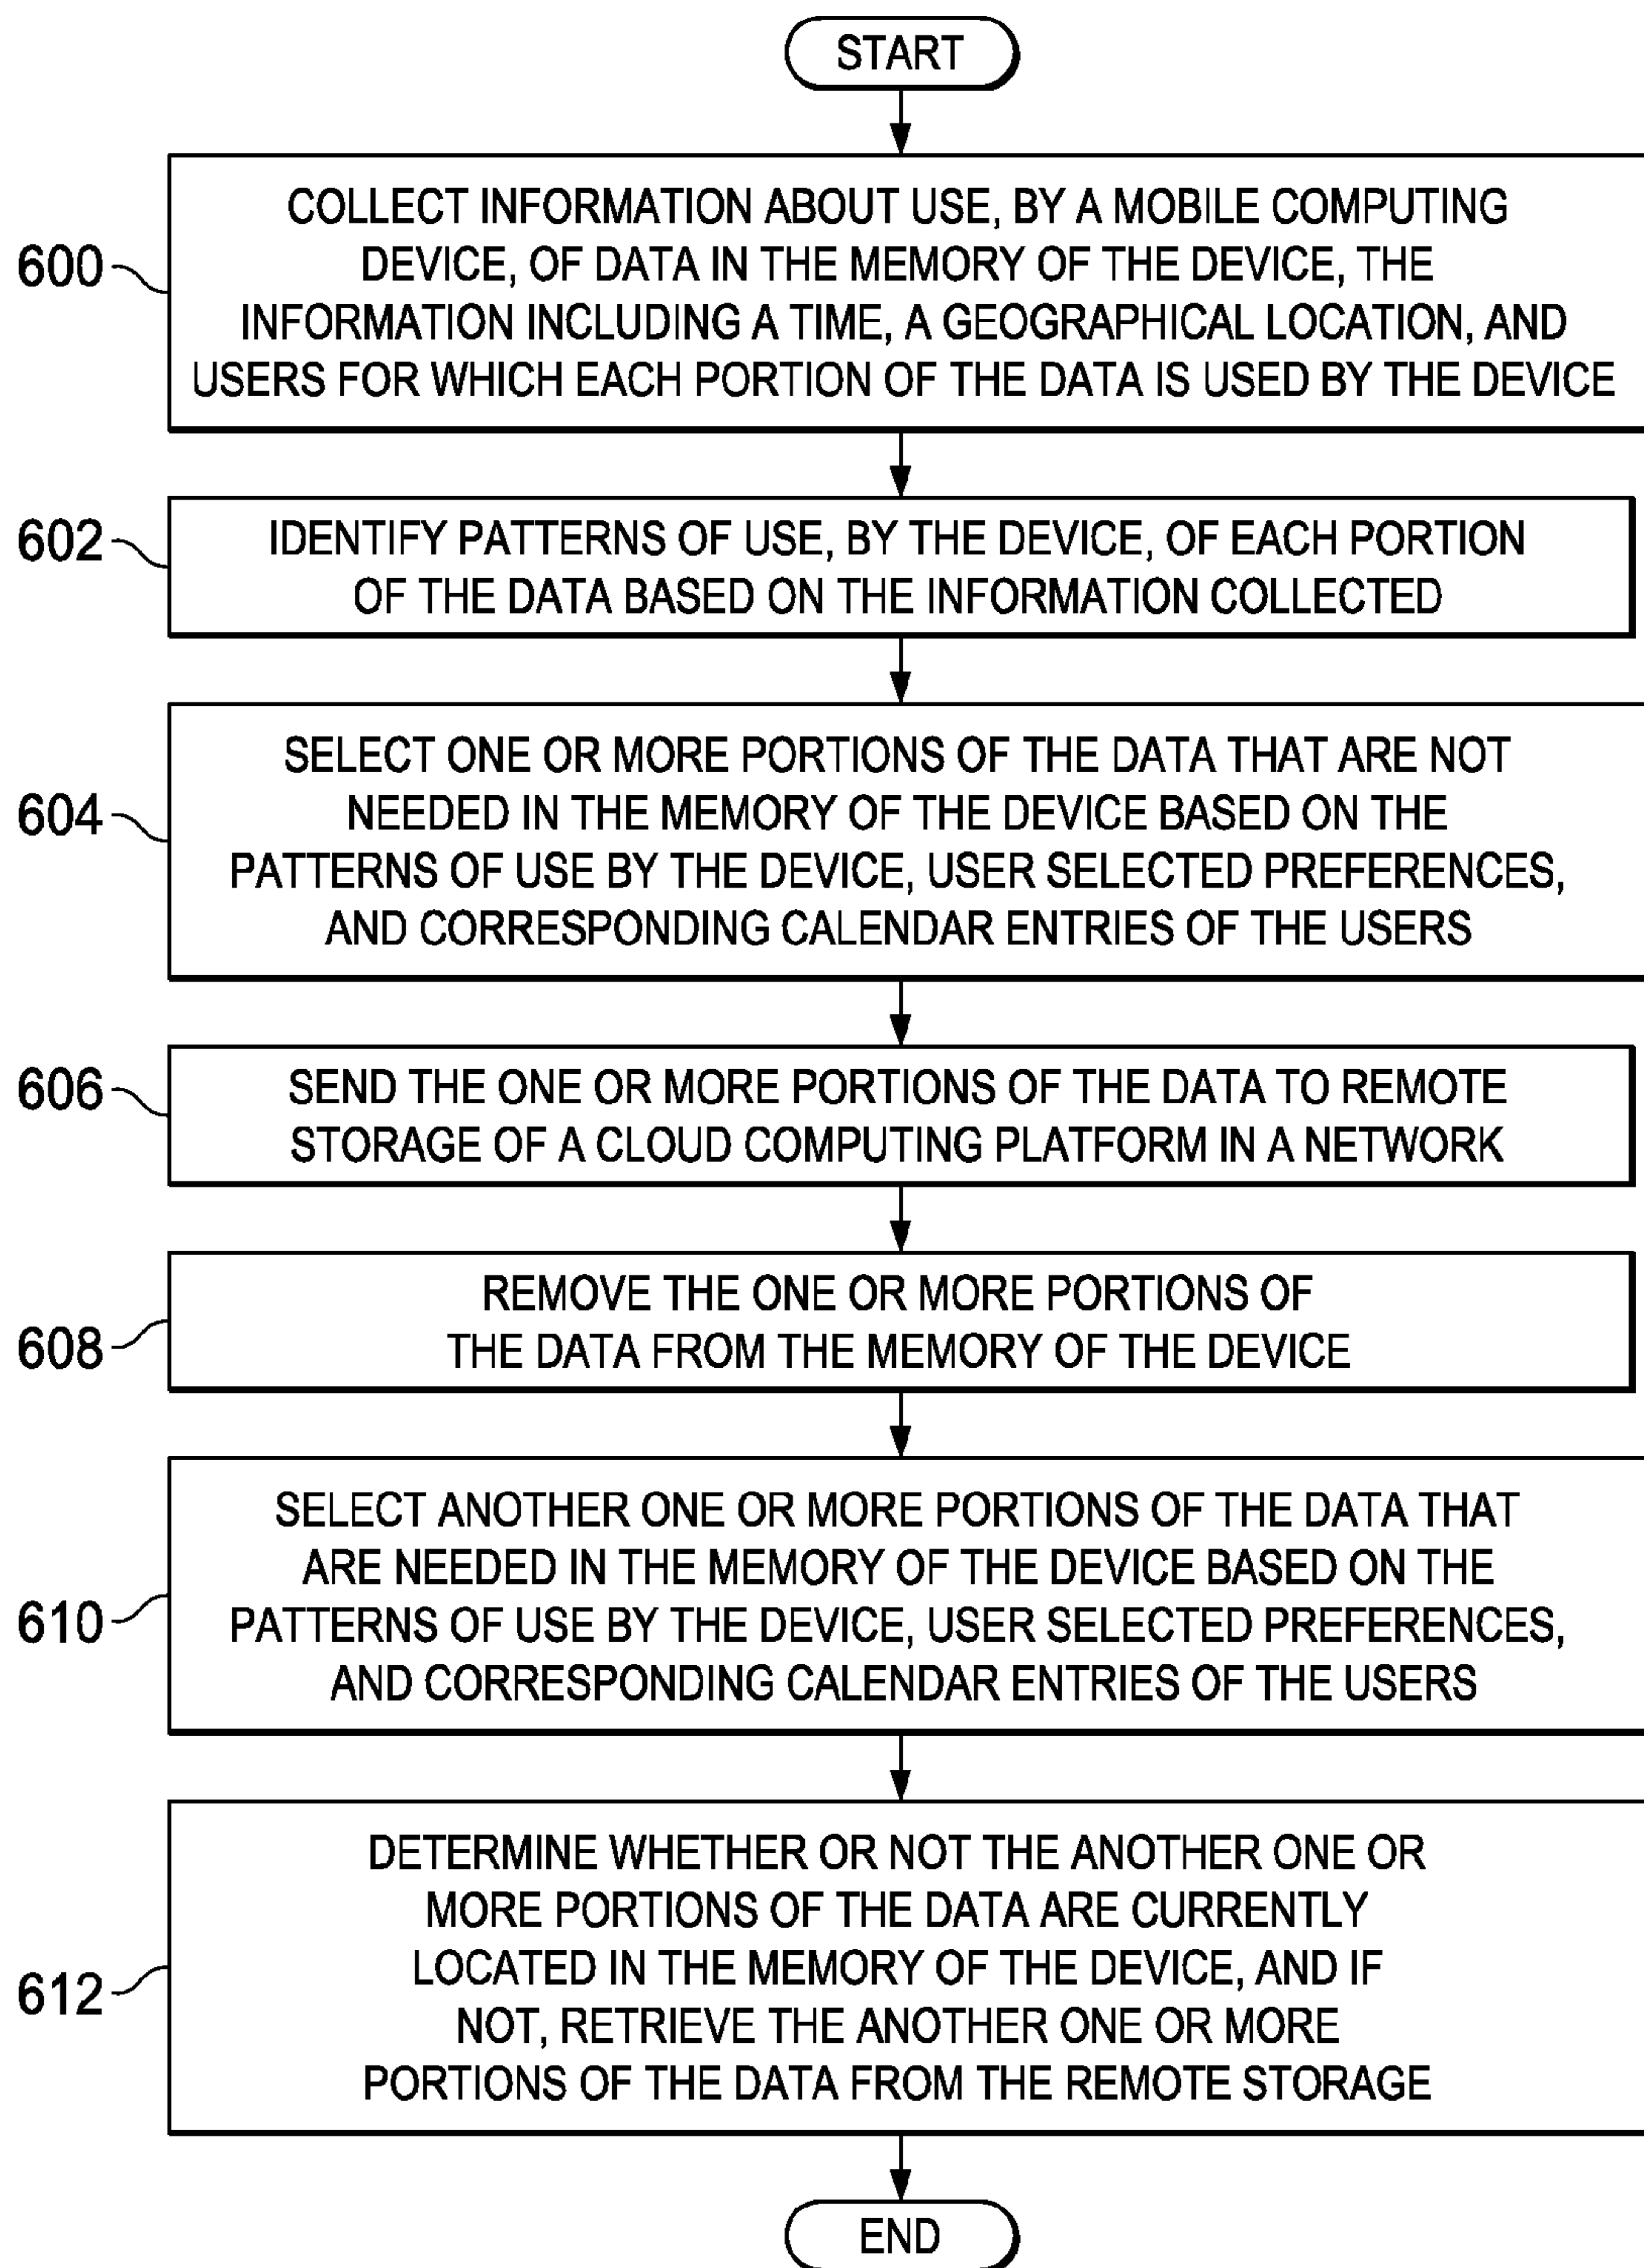 START
600
COLLECT INFORMATION ABOUT USE, BY A MOBILE COMPUTING
DEVICE, OF DATA IN THE MEMORY OF THE DEVICE, THE
INFORMATION INCLUDING A TIME, A GEOGRAPHICAL LOCATION, AND
USERS FOR WHICH EACH PORTION OF THE DATA IS USED BY THE DEVICE
602
IDENTIFY PATTERNS OF USE, BY THE DEVICE, OF EACH PORTION
OF THE DATA BASED ON THE INFORMATION COLLECTED
604
SELECT ONE OR MORE PORTIONS OF THE DATA THAT ARE NOT
NEEDED IN THE MEMORY OF THE DEVICE BASED ON THE
PATTERNS OF USE BY THE DEVICE, USER SELECTED PREFERENCES,
AND CORRESPONDING CALENDAR ENTRIES OF THE USERS
606
SEND THE ONE OR MORE PORTIONS OF THE DATA TO REMOTE
STORAGE OF A CLOUD COMPUTING PLATFORM IN A NETWORK
608
REMOVE THE ONE OR MORE PORTIONS OF
THE DATA FROM THE MEMORY OF THE DEVICE
610
SELECT ANOTHER ONE OR MORE PORTIONS OF THE DATA THAT
ARE NEEDED IN THE MEMORY OF THE DEVICE BASED ON THE
PATTERNS OF USE BY THE DEVICE, USER SELECTED PREFERENCES,
AND CORRESPONDING CALENDAR ENTRIES OF THE USERS
612
DETERMINE WHETHER OR NOT THE ANOTHER ONE OR
MORE PORTIONS OF THE DATA ARE CURRENTLY
LOCATED IN THE MEMORY OF THE DEVICE, AND IF
NOT, RETRIEVE THE ANOTHER ONE OR MORE
PORTIONS OF THE DATA FROM THE REMOTE STORAGE
END